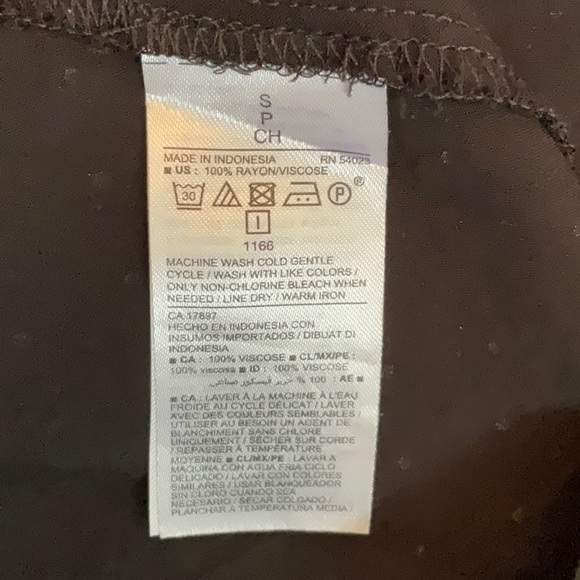 S
P
CH
MADE IN INDONESIA RN 54023
■ US : 100% RAYON/VISCOSE
30 P ®
I
1166
MACHINE WASH COLD GENTLE
CYCLE / WASH WITH LIKE COLORS /
ONLY NON-CHLORINE BLEACH WHEN
NEEDED / LINE DRY / WARM IRON
CA 17897
HECHO EN INDONESIA CON
INSUMOS IMPORTADOS / DIBUAT DI
INDONESIA
■ CA : 100% VISCOSE ■ CL/MX/PE :
100% viscosa ■ ID : 100% VISCOSE
■ AE : 100 %
■ CA : LAVER À LA MACHINE À L'EAU
FROIDE AU CYCLE DÉLICAT / LAVER
AVEC DES COULEURS SEMBLABLES /
UTILISER AU BESOIN UN AGENT DE
BLANCHIMENT SANS CHLORE
UNIQUEMENT / SÉCHER SUR CORDE
/ REPASSER À TEMPÉRATURE
MOYENNE ■ CL/MX/PE : LAVAR A
MAQUINA CON AGUA FRIA CICLO
DELICADO / LAVAR CON COLORES
SIMILARES / USAR BLANQUEADOR
SIN CLORO CUANDO SEA
NECESARIO / SECAR COLGADO /
PLANCHAR A TEMPERATURA MEDIA /